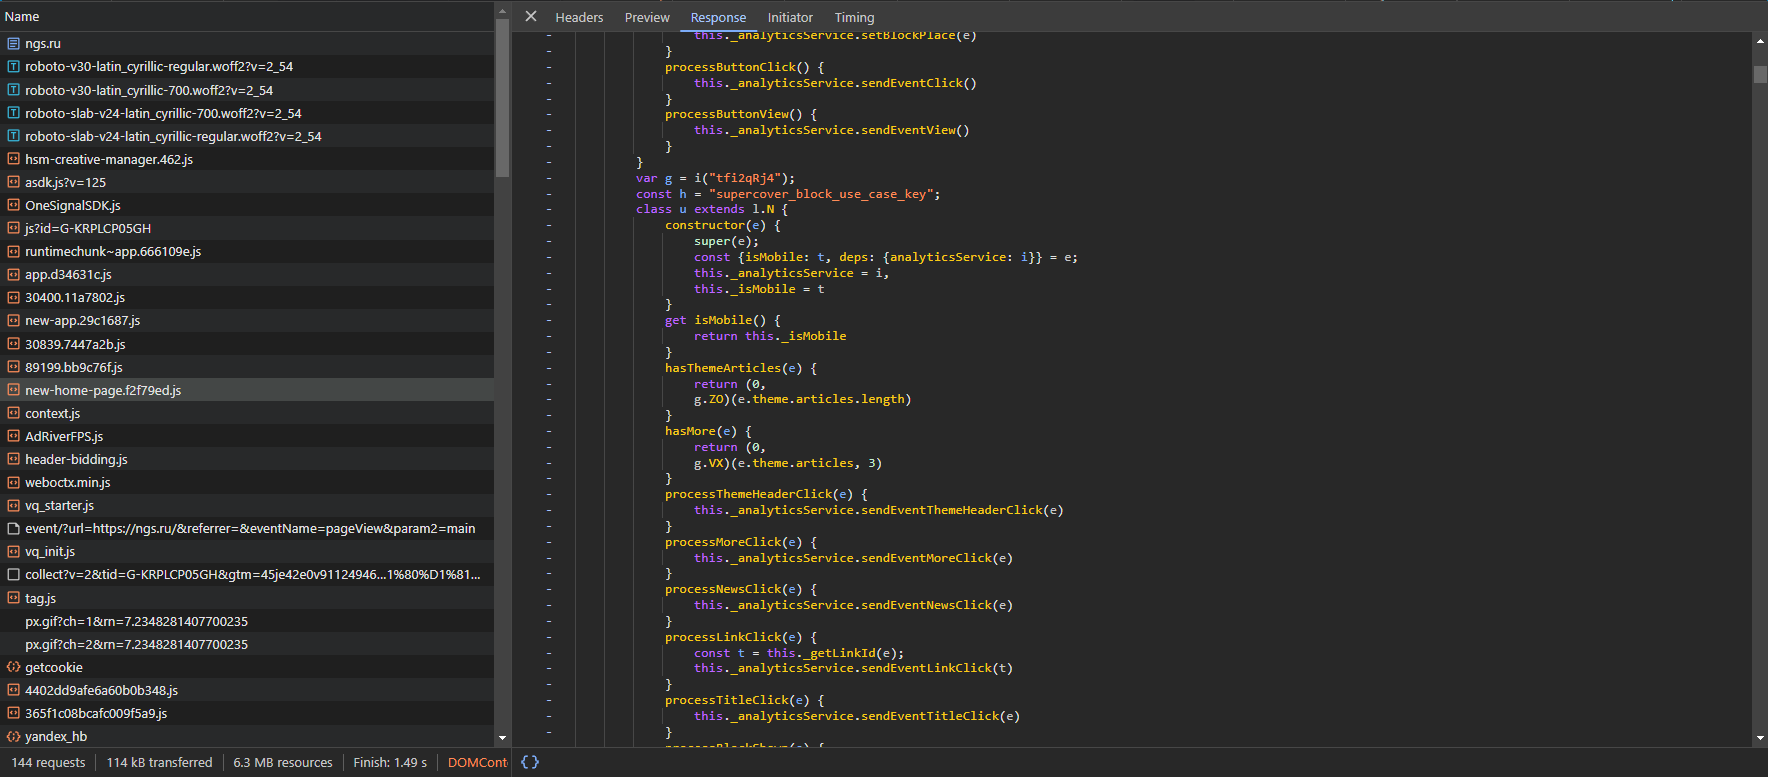 Name
ngs.ru
roboto-v30-latin_cyrillic-regular.woff2?v=2_54
roboto-v30-latin_cyrillic-700.woff2?v=2_54
roboto-slab-v24-latin_cyrillic-700.woff2?v=2_54
roboto-slab-v24-latin_cyrillic-regular.woff2?v=2_54
hsm-creative-manager.462.js
asdk.js?v=125
OneSignalSDK.js
js?id=G-KRPLCP05GH
runtimechunk~app.666109e.js
app.d34631c.js
30400.11a7802.js
new-app.29c1687.js
30839.7447a2b.js
89199.bb9c76f.js
new-home-page.f2f79ed.js
context.js
AdRiverFPS.js
header-bidding.js
weboctx.min.js
vq_starter.js
event/?url=https://ngs.ru/&referrer=&eventName=pageView&param2=main
vq_init.js
collect?v=2&tid=G-KRPLCP05GH&gtm=45je42e0v91124946...1%80%D1%81...
tag.js
px.gif?ch=1&rn=7.2348281407700235
px.gif?ch=2&rn=7.2348281407700235
getcookie
4402dd9afe6a60b0b348.js
365f1c08bcafc009f5a9.js
yandex_hb
144 requests
114 kB transferred
6.3 MB resources
Finish: 1.49 s
DOMCont
Headers
Preview
Response
Initiator
Timing
this._analyticsService.setBlockPlace(e)
}
processButtonClick() {
this._analyticsService.sendEventClick()
}
processButtonView() {
this._analyticsService.sendEventView()
}
}
var g = i("tfi2qRj4");
const h = "supercover_block_use_case_key";
class u extends l.N {
constructor(e) {
super(e);
const {isMobile: t, deps: {analyticsService: i}} = e;
this._analyticsService = i,
this._isMobile = t
}
get isMobile() {
return this._isMobile
}
hasThemeArticles(e) {
return (0,
g.ZO)(e.theme.articles.length)
}
hasMore(e) {
return (0,
g.VX)(e.theme.articles, 3)
}
processThemeHeaderClick(e) {
this._analyticsService.sendEventThemeHeaderClick(e)
}
processMoreClick(e) {
this._analyticsService.sendEventMoreClick(e)
}
processNewsClick(e) {
this._analyticsService.sendEventNewsClick(e)
}
processLinkClick(e) {
const t = this._getLinkId(e);
this._analyticsService.sendEventLinkClick(t)
}
processTitleClick(e) {
this._analyticsService.sendEventTitleClick(e)
}
processBlockShown(e) {
{}